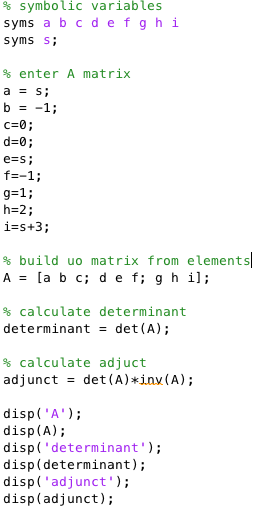 % symbolic variables
syms a b c d e f g h i
syms s;
% enter A matrix
a = s;
b = -1;
c=0;
d=0;
e=s;
f=-1;
g=1;
h=2;
i=s+3;
% build uo matrix from elements
A = [a b c; d e f; g h i];
% calculate determinant
determinant = det(A);
% calculate adjuct
adjunct = det(A)*inv(A);
disp('A');
disp(A);
disp('determinant');
disp(determinant);
disp('adjunct');
disp(adjunct);